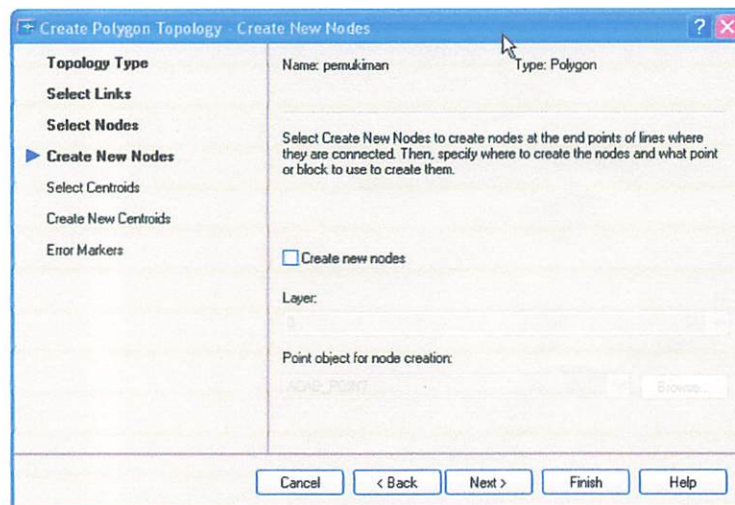 Create Polygon Topology - Create New Nodes
Topology Type
Select Links
Select Nodes
Create New Nodes
Select Centroids
Create New Centroids
Error Markers
Name: pemukiman
Type: Polygon
Select Create New Nodes to create nodes at the end points of lines where
they are connected. Then, specify where to create the nodes and what point
or block to use to create them.
Create new nodes
Layer:
0
Point object for node creation:
ACAD_POINT
Browse...
Cancel
< Back
Next >
Finish
Help